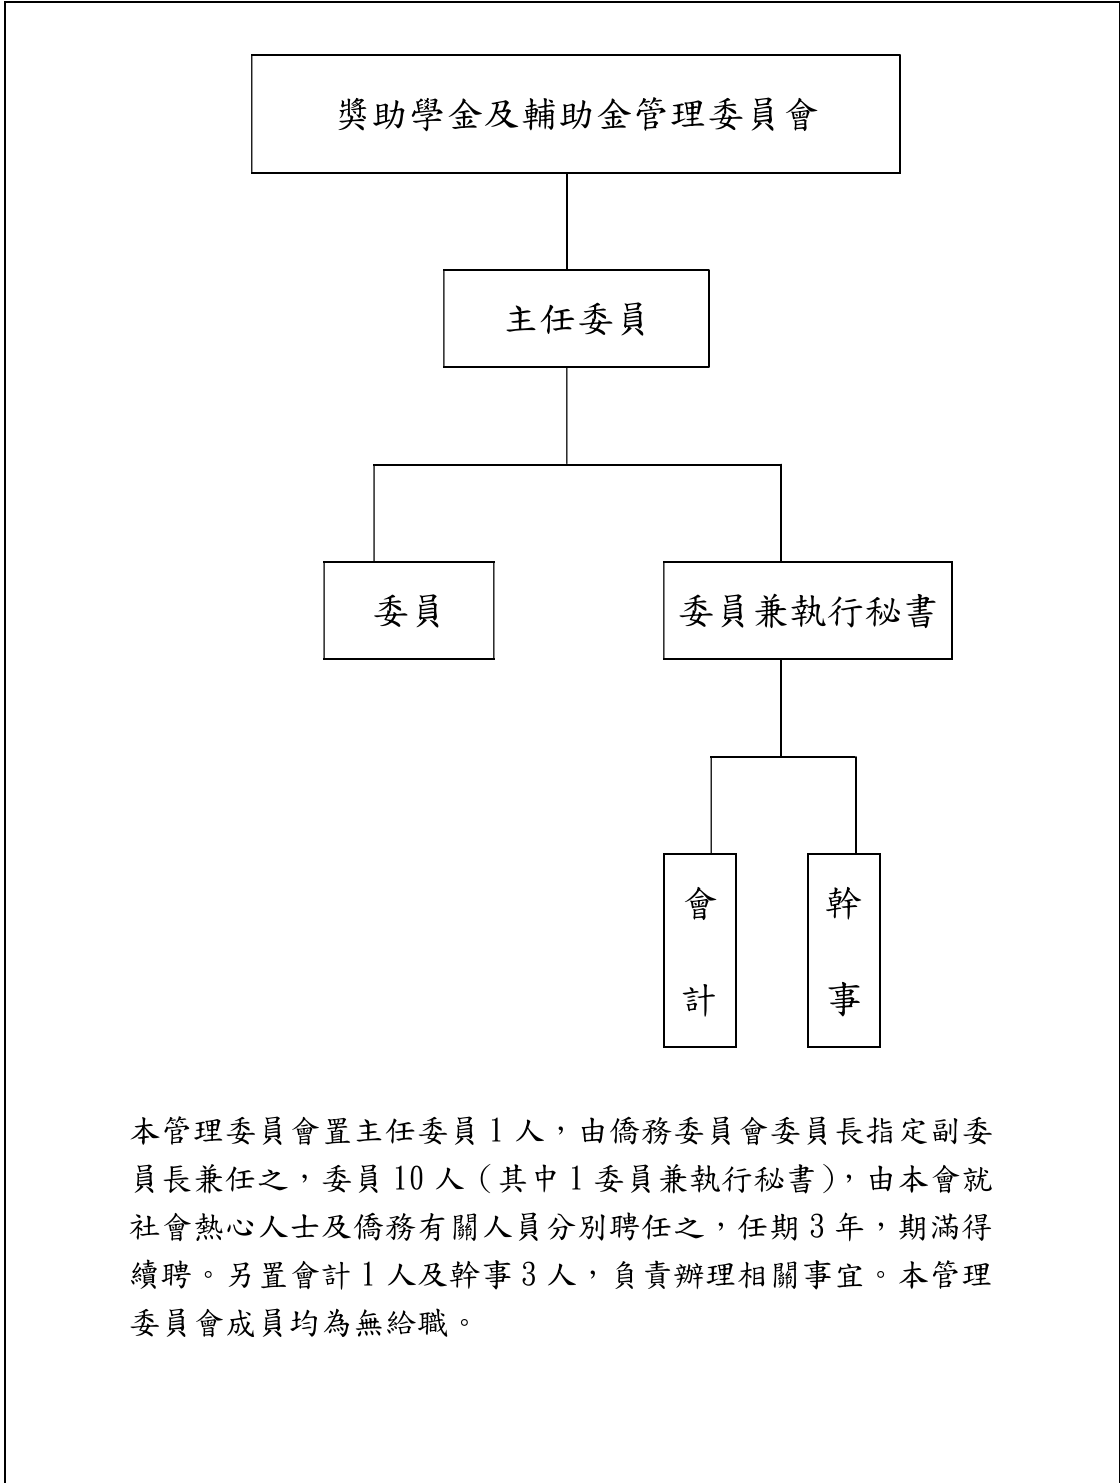 獎助學金及輔助金管理委員會
主任委員
委員
委員兼執行秘書
會計
幹事
本管理委員會置主任委員 1 人，由僑務委員會委員長指定副委
員長兼任之，委員 10 人（其中 1 委員兼執行秘書），由本會就
社會熱心人士及僑務有關人員分別聘任之，任期 3 年，期滿得
續聘。另置會計 1 人及幹事 3 人，負責辦理相關事宜。本管理
委員會成員均為無給職。